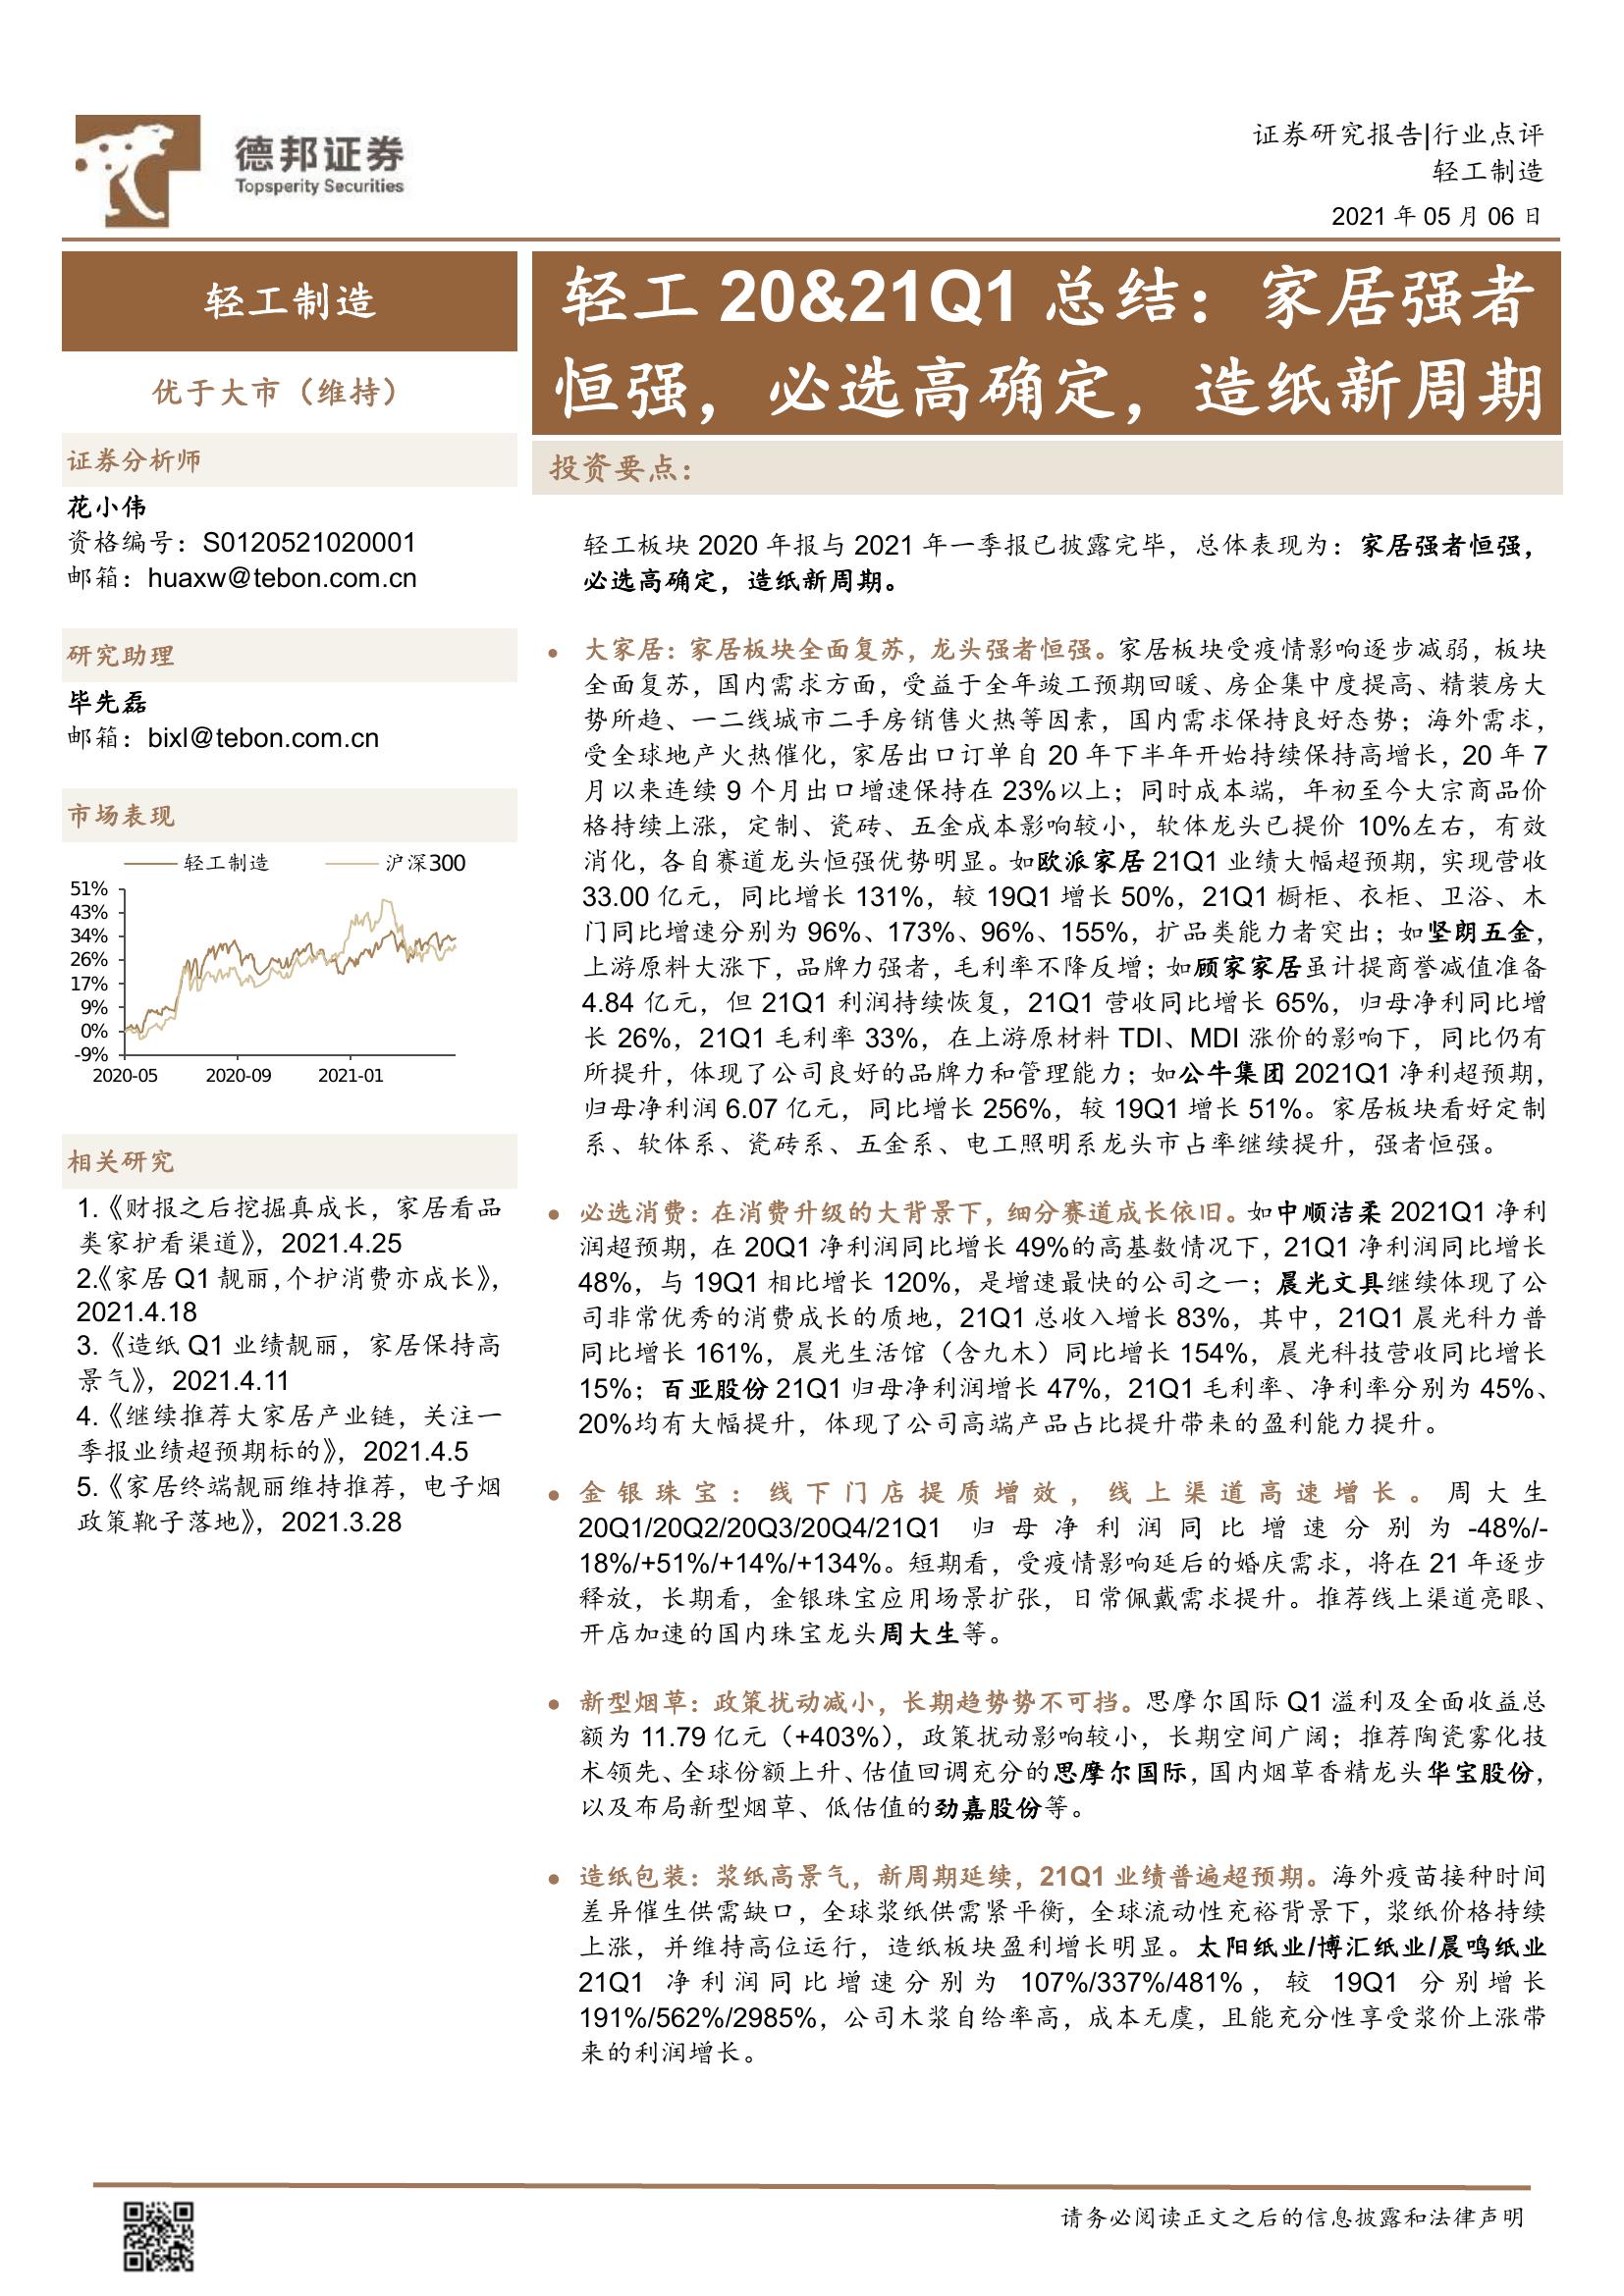 德邦证券
Topsperity Securities
证券研究报告|行业点评
轻工制造
2021 年 05 月 06 日
轻工制造
优于大市（维持）
证券分析师
花小伟
资格编号：S0120521020001
邮箱：huaxw@tebon.com.cn
研究助理
毕先磊
邮箱：bixl@tebon.com.cn
市场表现
轻工制造 沪深300
51%
43%
34%
26%
17%
9%
0%
-9%
2020-05 2020-09 2021-01
相关研究
1.《财报之后挖掘真成长，家居看品
类家护看渠道》，2021.4.25
2.《家居 Q1 靓丽，个护消费亦成长》，
2021.4.18
3.《造纸 Q1 业绩靓丽，家居保持高
景气》，2021.4.11
4.《继续推荐大家居产业链，关注一
季报业绩超预期标的》，2021.4.5
5.《家居终端靓丽维持推荐，电子烟
政策靴子落地》，2021.3.28
轻工 20&21Q1 总结：家居强者
恒强，必选高确定，造纸新周期
投资要点：
轻工板块 2020 年报与 2021 年一季报已披露完毕，总体表现为：家居强者恒强，
必选高确定，造纸新周期。
● 大家居：家居板块全面复苏，龙头强者恒强。家居板块受疫情影响逐步减弱，板块
全面复苏，国内需求方面，受益于全年竣工预期回暖、房企集中度提高、精装房大
势所趋、一二线城市二手房销售火热等因素，国内需求保持良好态势；海外需求，
受全球地产火热催化，家居出口订单自 20 年下半年开始持续保持高增长，20 年 7
月以来连续 9 个月出口增速保持在 23%以上；同时成本端，年初至今大宗商品价
格持续上涨，定制、瓷砖、五金成本影响较小，软体龙头已提价 10%左右，有效
消化，各自赛道龙头恒强优势明显。如欧派家居 21Q1 业绩大幅超预期，实现营收
33.00 亿元，同比增长 131%，较 19Q1 增长 50%，21Q1 橱柜、衣柜、卫浴、木
门同比增速分别为 96%、173%、96%、155%，扩品类能力者突出；如坚朗五金，
上游原料大涨下，品牌力强者，毛利率不降反增；如顾家家居虽计提商誉减值准备
4.84 亿元，但 21Q1 利润持续恢复，21Q1 营收同比增长 65%，归母净利同比增
长 26%，21Q1 毛利率 33%，在上游原材料 TDI、MDI 涨价的影响下，同比仍有
所提升，体现了公司良好的品牌力和管理能力；如公牛集团 2021Q1 净利超预期，
归母净利润 6.07 亿元，同比增长 256%，较 19Q1 增长 51%。家居板块看好定制
系、软体系、瓷砖系、五金系、电工照明系龙头市占率继续提升，强者恒强。
● 必选消费：在消费升级的大背景下，细分赛道成长依旧。如中顺洁柔 2021Q1 净利
润超预期，在 20Q1 净利润同比增长 49%的高基数情况下，21Q1 净利润同比增长
48%，与 19Q1 相比增长 120%，是增速最快的公司之一；晨光文具继续体现了公
司非常优秀的消费成长的质地，21Q1 总收入增长 83%，其中，21Q1 晨光科力普
同比增长 161%，晨光生活馆（含九木）同比增长 154%，晨光科技营收同比增长
15%；百亚股份 21Q1 归母净利润增长 47%，21Q1 毛利率、净利率分别为 45%、
20%均有大幅提升，体现了公司高端产品占比提升带来的盈利能力提升。
● 金银珠宝：线下门店提质增效，线上渠道高速增长。周大生
20Q1/20Q2/20Q3/20Q4/21Q1 归母净利润同比增速分别为 -48%/-
18%/+51%/+14%/+134%。短期看，受疫情影响延后的婚庆需求，将在 21 年逐步
释放，长期看，金银珠宝应用场景扩张，日常佩戴需求提升。推荐线上渠道亮眼、
开店加速的国内珠宝龙头周大生等。
● 新型烟草：政策扰动减小，长期趋势势不可挡。思摩尔国际 Q1 溢利及全面收益总
额为 11.79 亿元（+403%），政策扰动影响较小，长期空间广阔；推荐陶瓷雾化技
术领先、全球份额上升、估值回调充分的思摩尔国际，国内烟草香精龙头华宝股份，
以及布局新型烟草、低估值的劲嘉股份等。
● 造纸包装：浆纸高景气，新周期延续，21Q1 业绩普遍超预期。海外疫苗接种时间
差异催生供需缺口，全球浆纸供需紧平衡，全球流动性充裕背景下，浆纸价格持续
上涨，并维持高位运行，造纸板块盈利增长明显。太阳纸业/博汇纸业/晨鸣纸业
21Q1 净利润同比增速分别为 107%/337%/481%，较 19Q1 分别增长
191%/562%/2985%，公司木浆自给率高，成本无虞，且能充分性享受浆价上涨带
来的利润增长。
请务必阅读正文之后的信息披露和法律声明